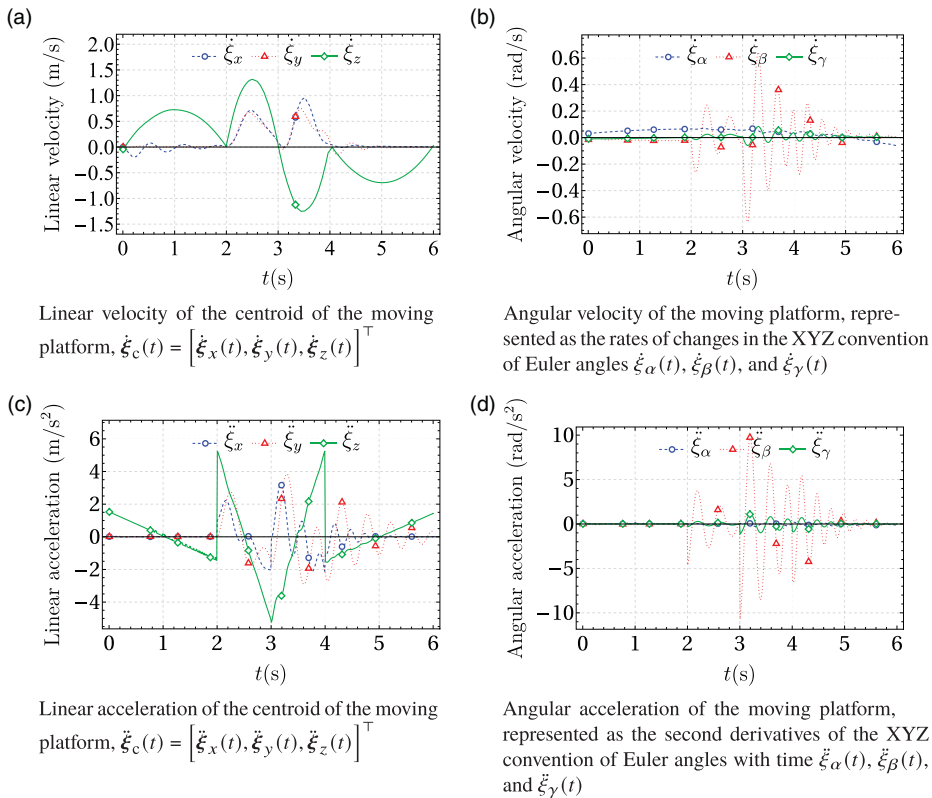 (a)
Linear velocity (m/s)
2.0
1.5
1.0
0.5
0.0
−0.5
−1.0
−1.5
ξ̇x ξ̇y ξ̇z
0 1 2 3 4 5 6
t(s)
Linear velocity of the centroid of the moving
platform, ξ̇c(t) = [ξ̇x(t), ξ̇y(t), ξ̇z(t)]⊤
(b)
Angular velocity (rad/s)
0.6
0.4
0.2
0.0
−0.2
−0.4
−0.6
ξ̇α ξ̇β ξ̇γ
0 1 2 3 4 5 6
t(s)
Angular velocity of the moving platform, repre-
sented as the rates of changes in the XYZ convention
of Euler angles ξ̇α(t), ξ̇β(t), and ξ̇γ(t)
(c)
Linear acceleration (m/s²)
6
4
2
0
−2
−4
ξ̈x ξ̈y ξ̈z
0 1 2 3 4 5 6
t(s)
Linear acceleration of the centroid of the moving
platform, ξ̈c(t) = [ξ̈x(t), ξ̈y(t), ξ̈z(t)]⊤
(d)
Angular acceleration (rad/s²)
10
5
0
−5
−10
ξ̈α ξ̈β ξ̈γ
0 1 2 3 4 5 6
t(s)
Angular acceleration of the moving platform,
represented as the second derivatives of the XYZ
convention of Euler angles with time ξ̈α(t), ξ̈β(t),
and ξ̈γ(t)